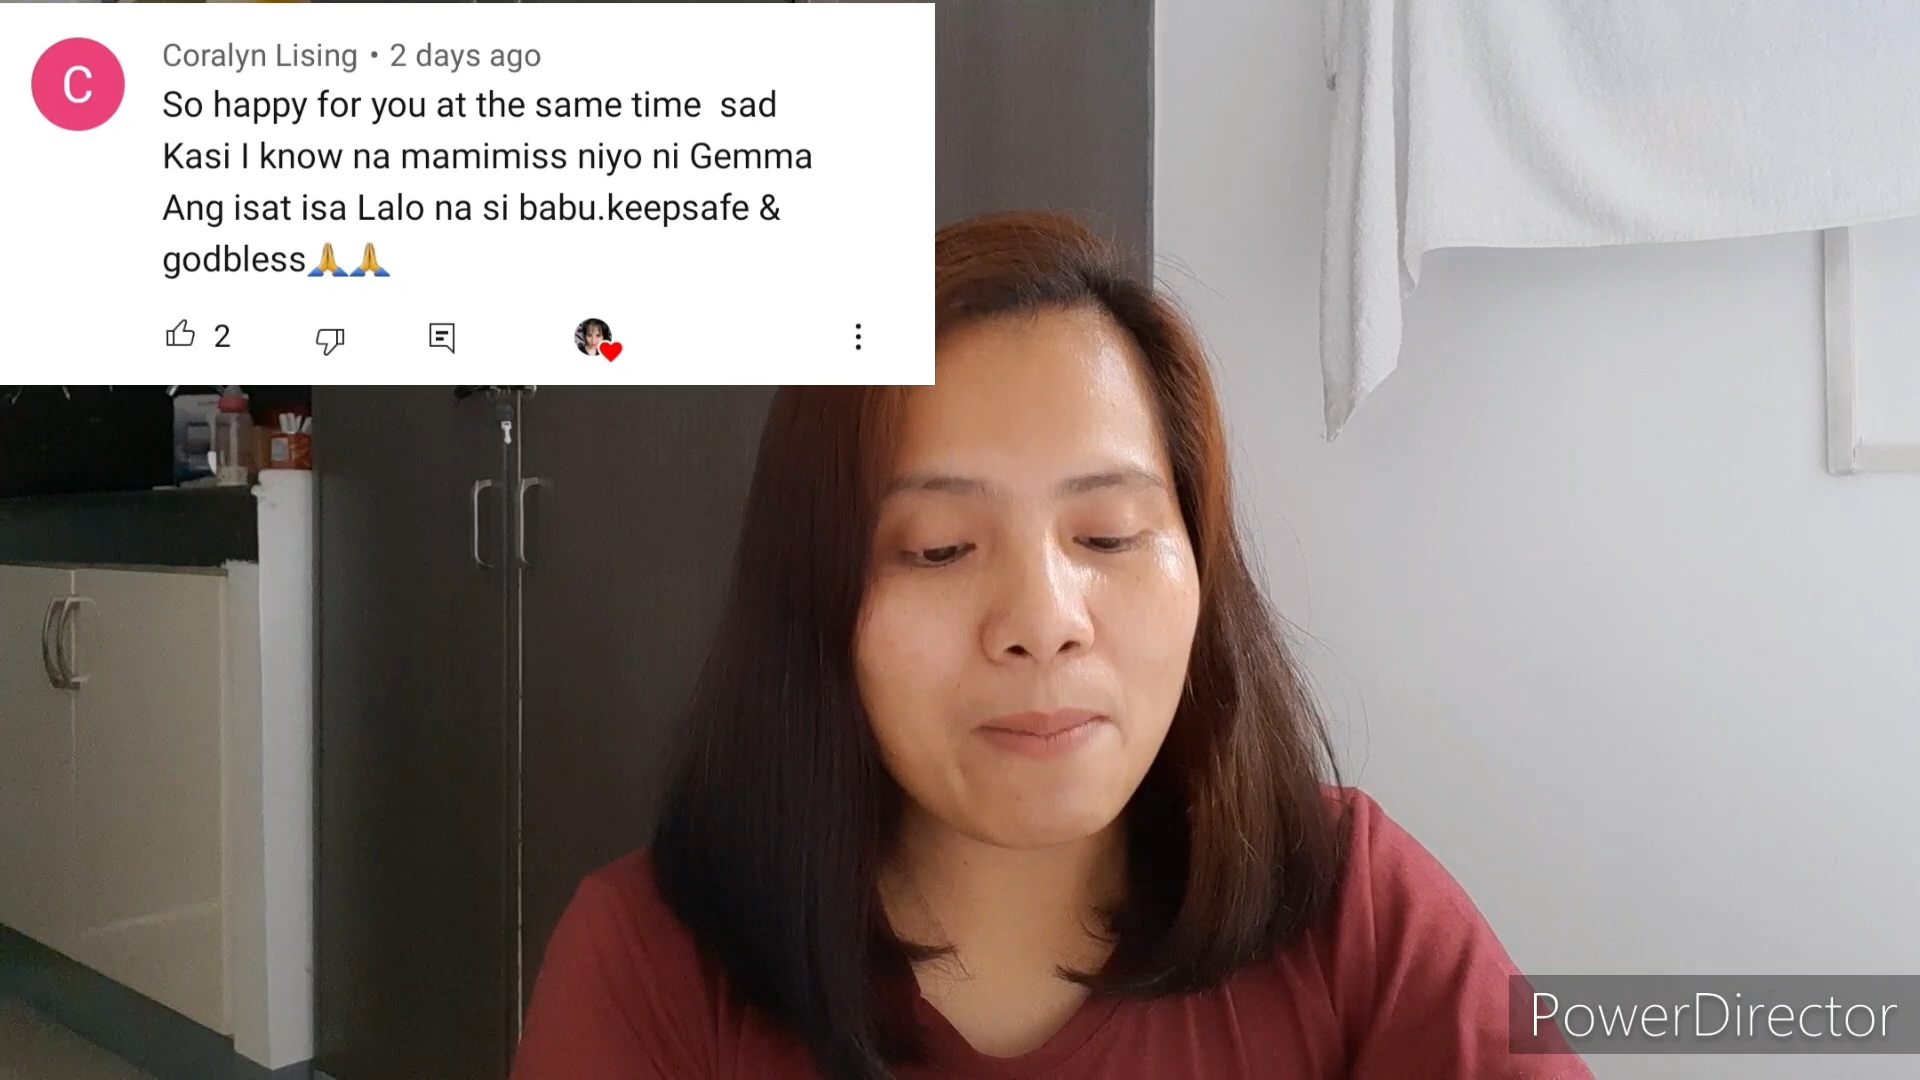 C
Coralyn Lising • 2 days ago
So happy for you at the same time  sad
Kasi I know na mamimiss niyo ni Gemma
Ang isat isa Lalo na si babu.keepsafe &
godbless🙏🙏
2
PowerDirector